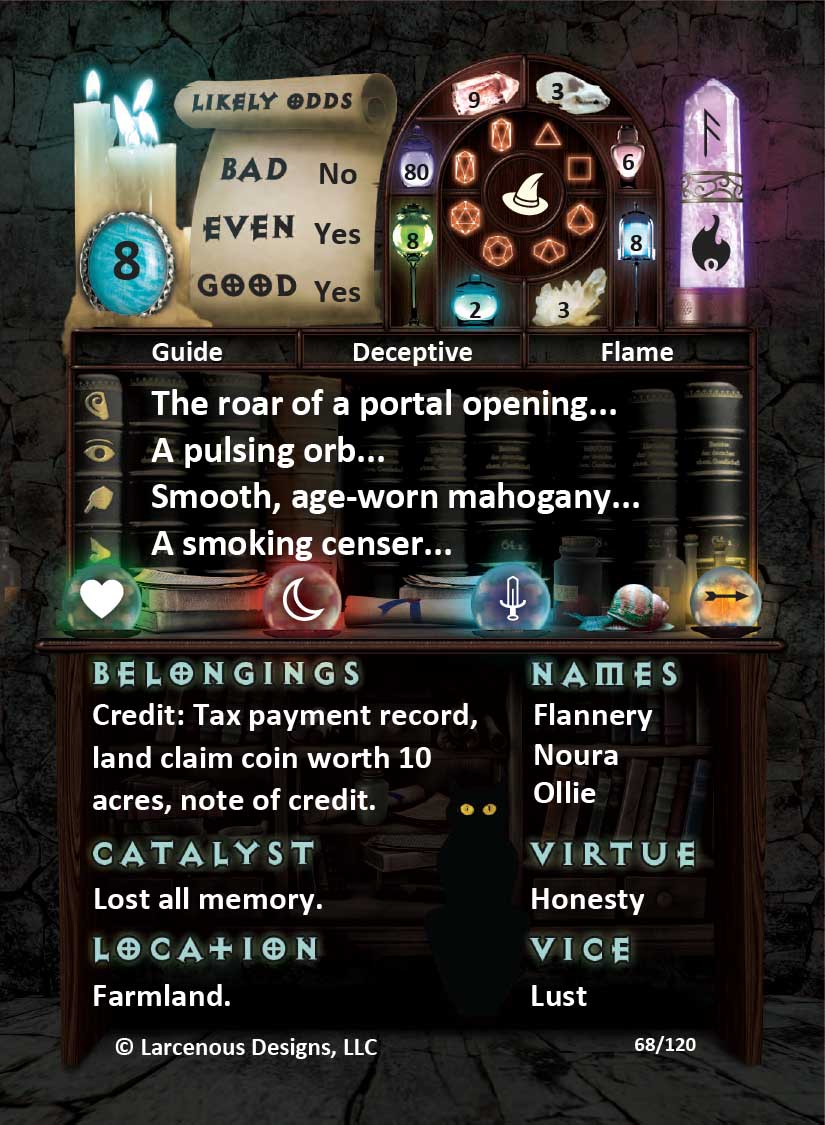 LIKELY ODDS
BAD No
EVEN Yes
GOOD Yes
8
9
3
80
6
8
8
2
3
Guide Deceptive Flame
The roar of a portal opening...
A pulsing orb...
Smooth, age-worn mahogany...
A smoking censer...
BELONGINGS
Credit: Tax payment record,
land claim coin worth 10
acres, note of credit.
NAMES
Flannery
Noura
Ollie
CATALYST
Lost all memory.
VIRTUE
Honesty
LOCATION
Farmland.
VICE
Lust
© Larcenous Designs, LLC
68/120